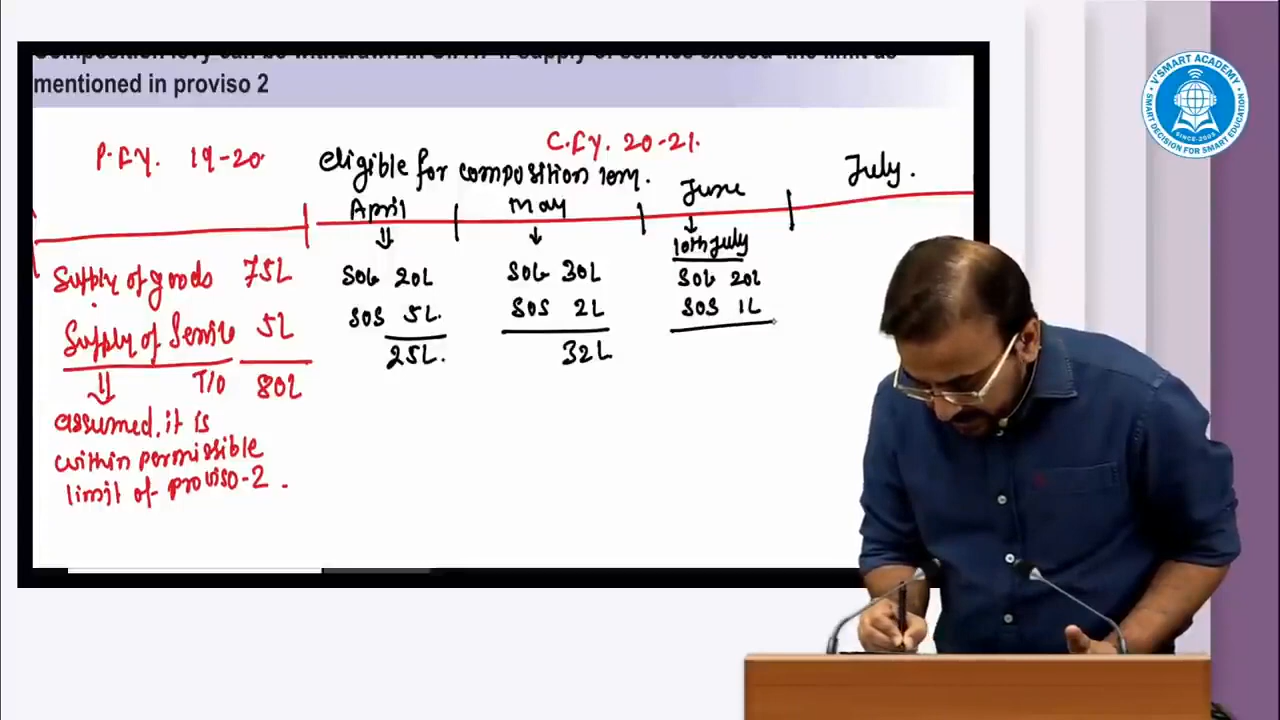 mentioned in proviso 2
P.F.Y. 19-20
C.F.Y. 20-21.
Eligible for composition
April
May
June
July.
10th July
Supply of goods 75L
SOG 20L
SOG 30L
SOG 20L
Supply of Service 5L
SOS 5L.
SOS 2L
SOS 1L
T/O 80L
25L.
32L
assumed, it is
within permissible
limit of proviso-2.
V'SMART ACADEMY
SINCE-2003
SMART DECISION FOR SMART EDUCATION